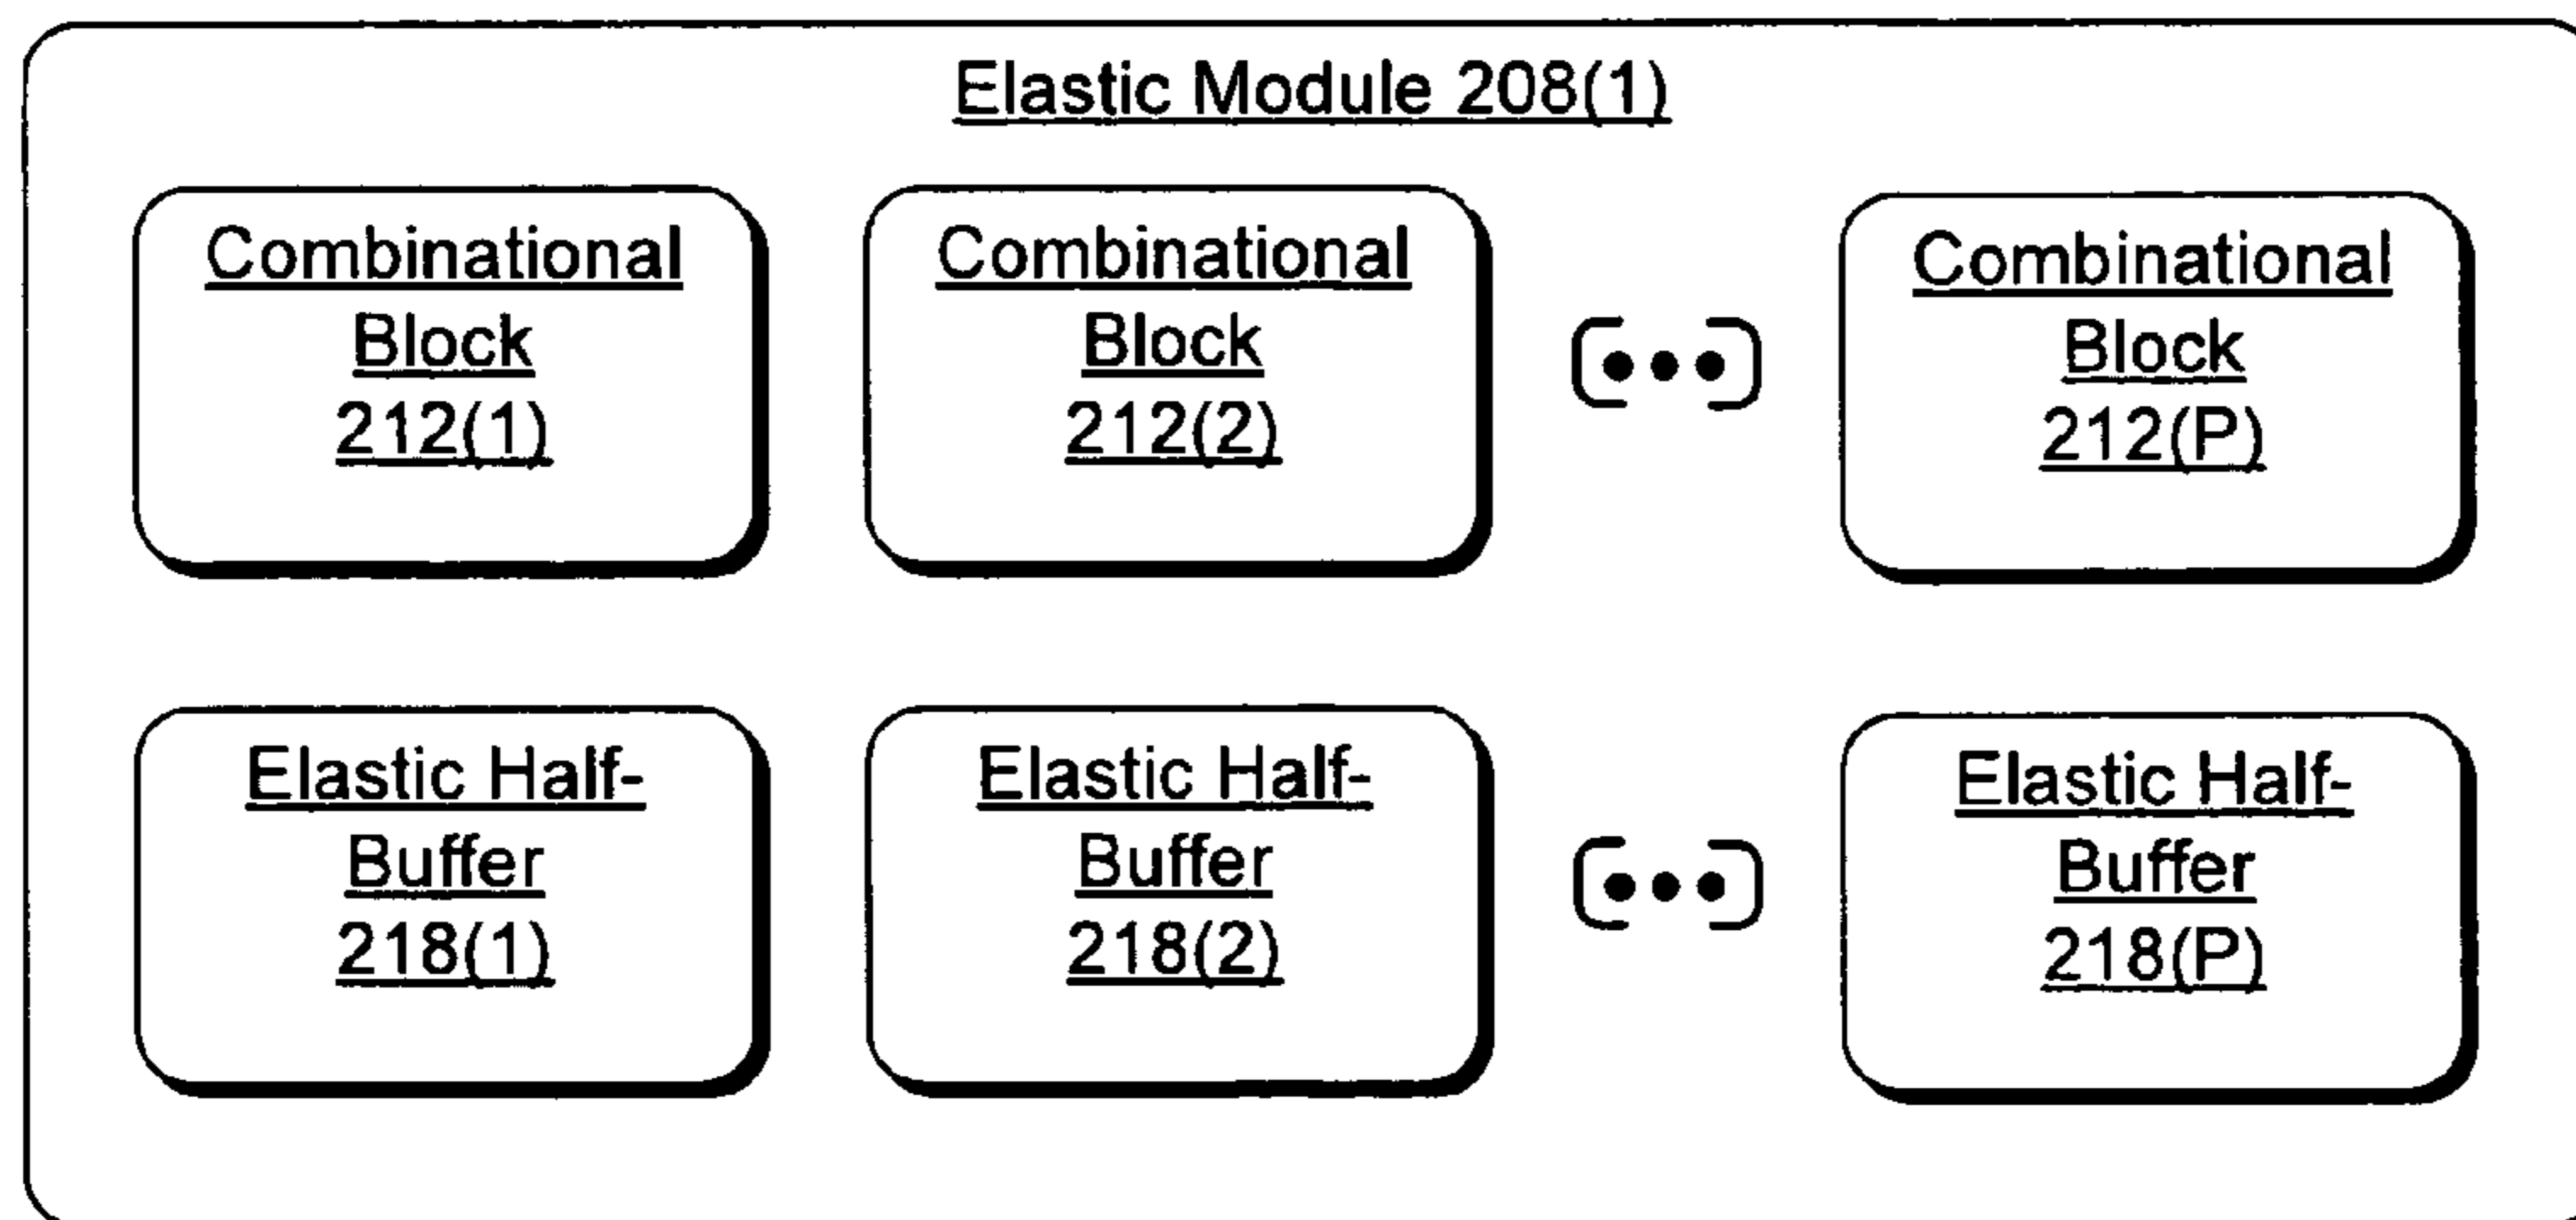 Elastic Module 208(1)
Combinational
Block
212(1)
Combinational
Block
212(2)
Combinational
Block
212(P)
Elastic Half-
Buffer
218(1)
Elastic Half-
Buffer
218(2)
Elastic Half-
Buffer
218(P)